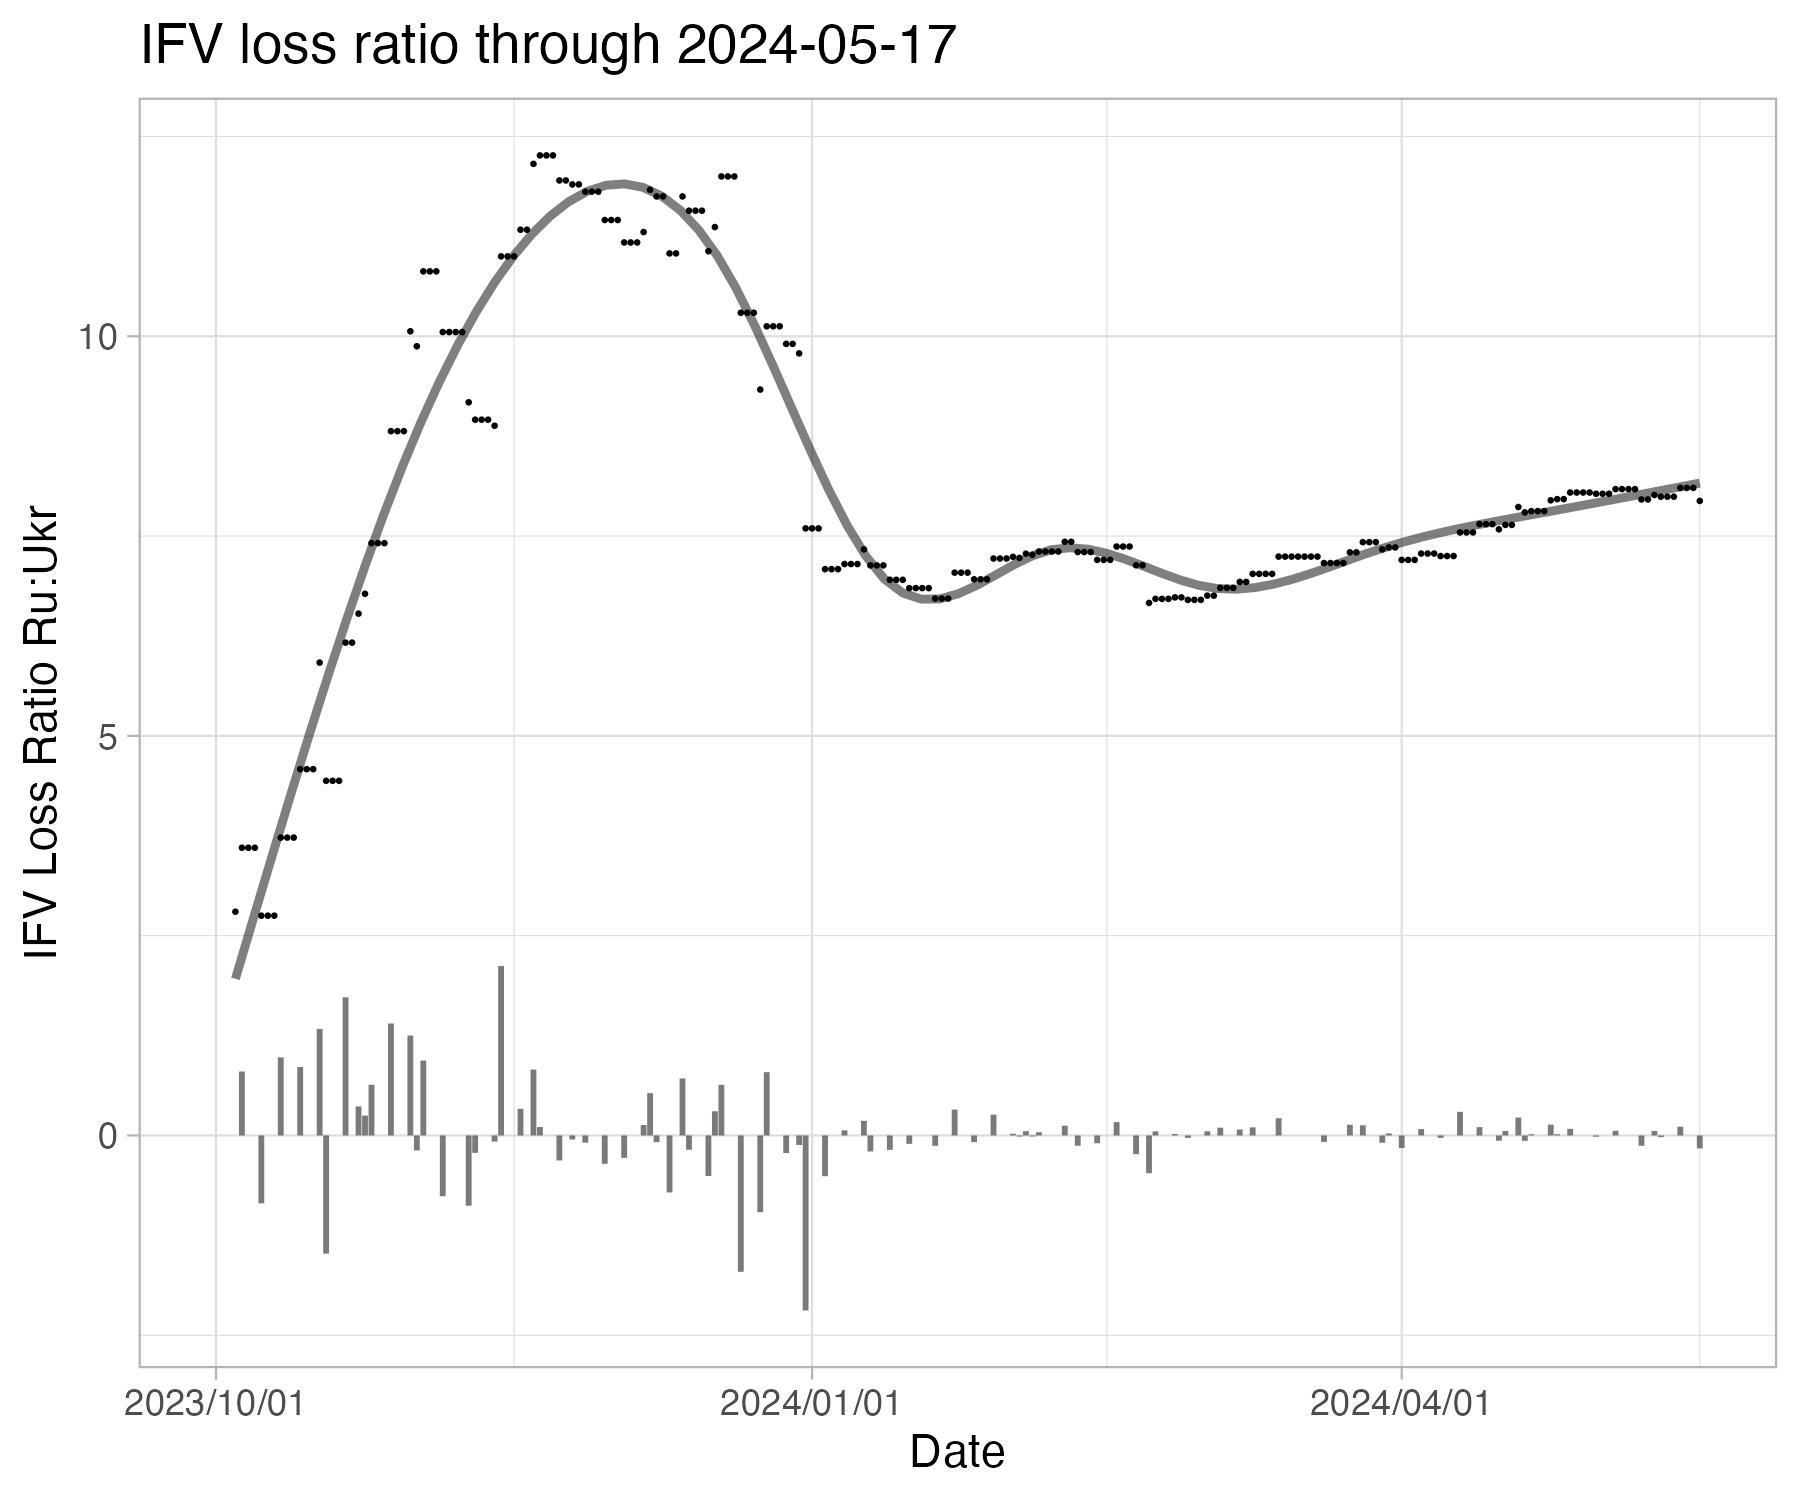 IFV loss ratio through 2024-05-17
IFV Loss Ratio Ru:Ukr
10
5
0
2023/10/01
2024/01/01
2024/04/01
Date